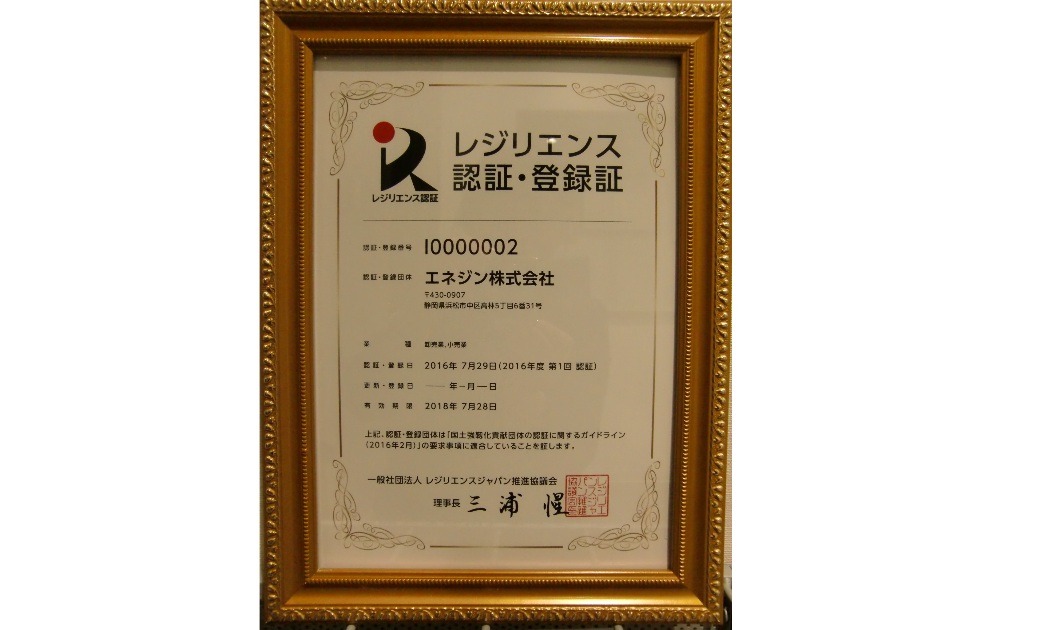 レジリエンス
認証・登録証
レジリエンス認証
認証・登録番号 I0000002
認証・登録団体 エネジン株式会社
〒430-0907
静岡県浜松市中区高林5丁目6番31号
業種 卸売業、小売業
認証・登録日 2016年 7月29日(2016年度 第1回 認証)
更新・登録日 ── 年─月─日
有効期限 2018年 7月28日
上記、認証・登録団体は「国土強靱化貢献団体の認証に関するガイドライン
(2016年2月)」の要求事項に適合していることを証します。
一般社団法人 レジリエンスジャパン推進協議会
理事長 三浦 惺